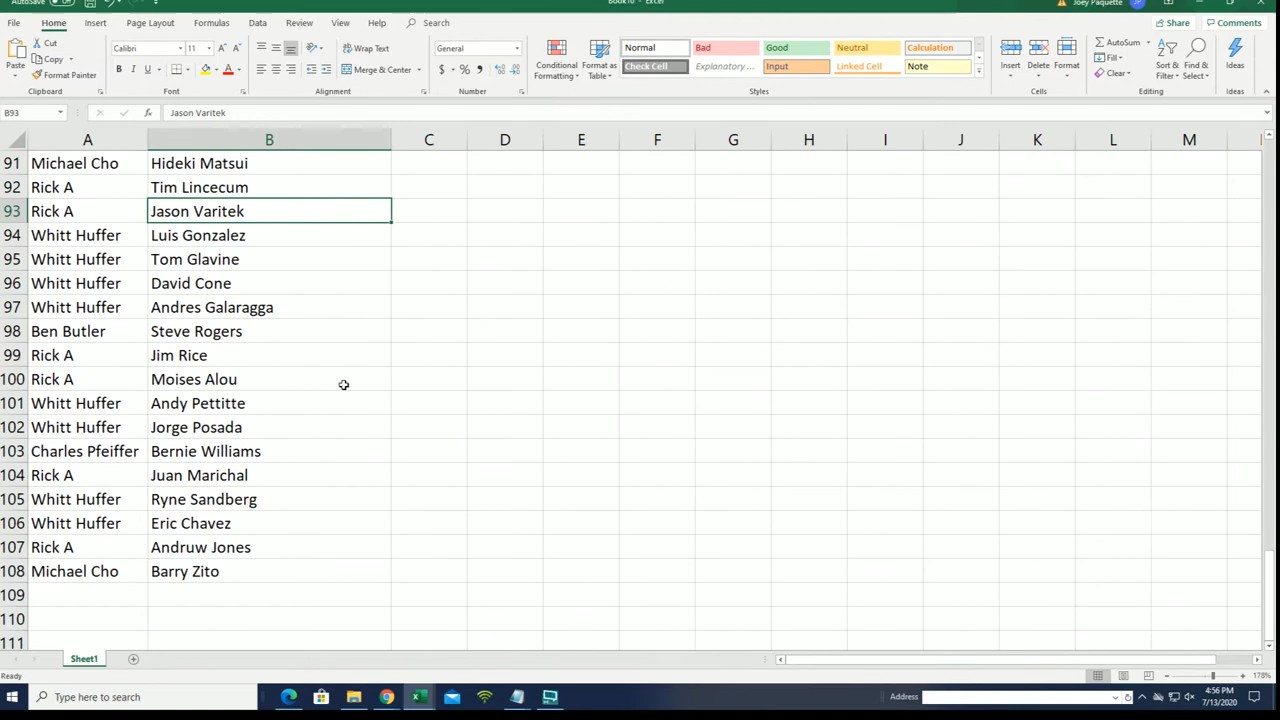 AutoSave Off Book10 - Excel Joey Paquette
File Home Insert Page Layout Formulas Data Review View Help Search Share Comments
Paste Cut Copy Format Painter Clipboard
Calibri 11 B I U Font
Wrap Text Merge & Center Alignment
General $ % Number
Conditional Formatting Format as Table
Normal Bad Good Neutral Calculation
Check Cell Explanatory ... Input Linked Cell Note
Styles
Insert Delete Format Cells
AutoSum Fill Clear Sort & Filter Find & Select Ideas
Ideas
B93 fx Jason Varitek
A B C D E F G H I J K L M
91 Michael Cho Hideki Matsui
92 Rick A Tim Lincecum
93 Rick A Jason Varitek
94 Whitt Huffer Luis Gonzalez
95 Whitt Huffer Tom Glavine
96 Whitt Huffer David Cone
97 Whitt Huffer Andres Galaragga
98 Ben Butler Steve Rogers
99 Rick A Jim Rice
100 Rick A Moises Alou
101 Whitt Huffer Andy Pettitte
102 Whitt Huffer Jorge Posada
103 Charles Pfeiffer Bernie Williams
104 Rick A Juan Marichal
105 Whitt Huffer Ryne Sandberg
106 Whitt Huffer Eric Chavez
107 Rick A Andruw Jones
108 Michael Cho Barry Zito
109
110
111
Sheet1
Ready 178%
Type here to search Address 4:56 PM
7/13/2020